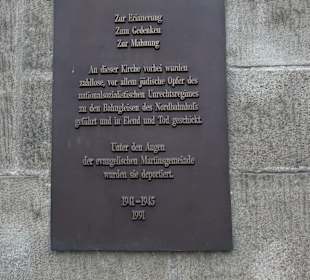 Zur Erinnerung
Zum Gedenken
Zur Mahnung
An dieser Kirche vorbei wurden
zahllose, vor allem jüdische Opfer des
nationalsozialistischen Unrechtsregimes
zu den Bahngleisen des Nordbahnhofs
geführt und in Elend und Tod geschickt.
Unter den Augen
der evangelischen Martinsgemeinde
wurden sie deportiert.
1941–1945
1991